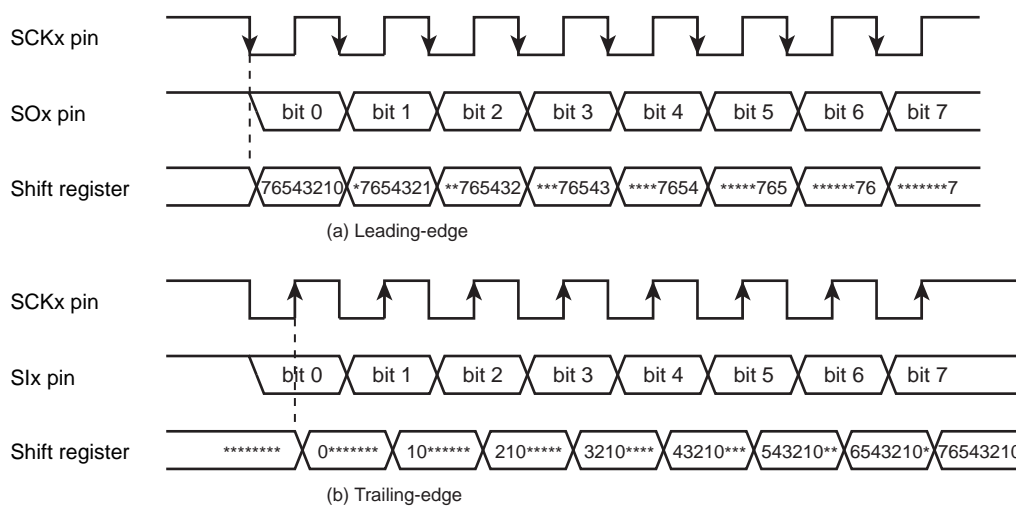 SCKx pin
SOx pin bit 0 bit 1 bit 2 bit 3 bit 4 bit 5 bit 6 bit 7
Shift register 76543210 *7654321 **765432 ***76543 ****7654 *****765 ******76 *******7
(a) Leading-edge
SCKx pin
SIx pin bit 0 bit 1 bit 2 bit 3 bit 4 bit 5 bit 6 bit 7
Shift register ******** 0******* 10****** 210***** 3210**** 43210*** 543210** 6543210* 76543210
(b) Trailing-edge